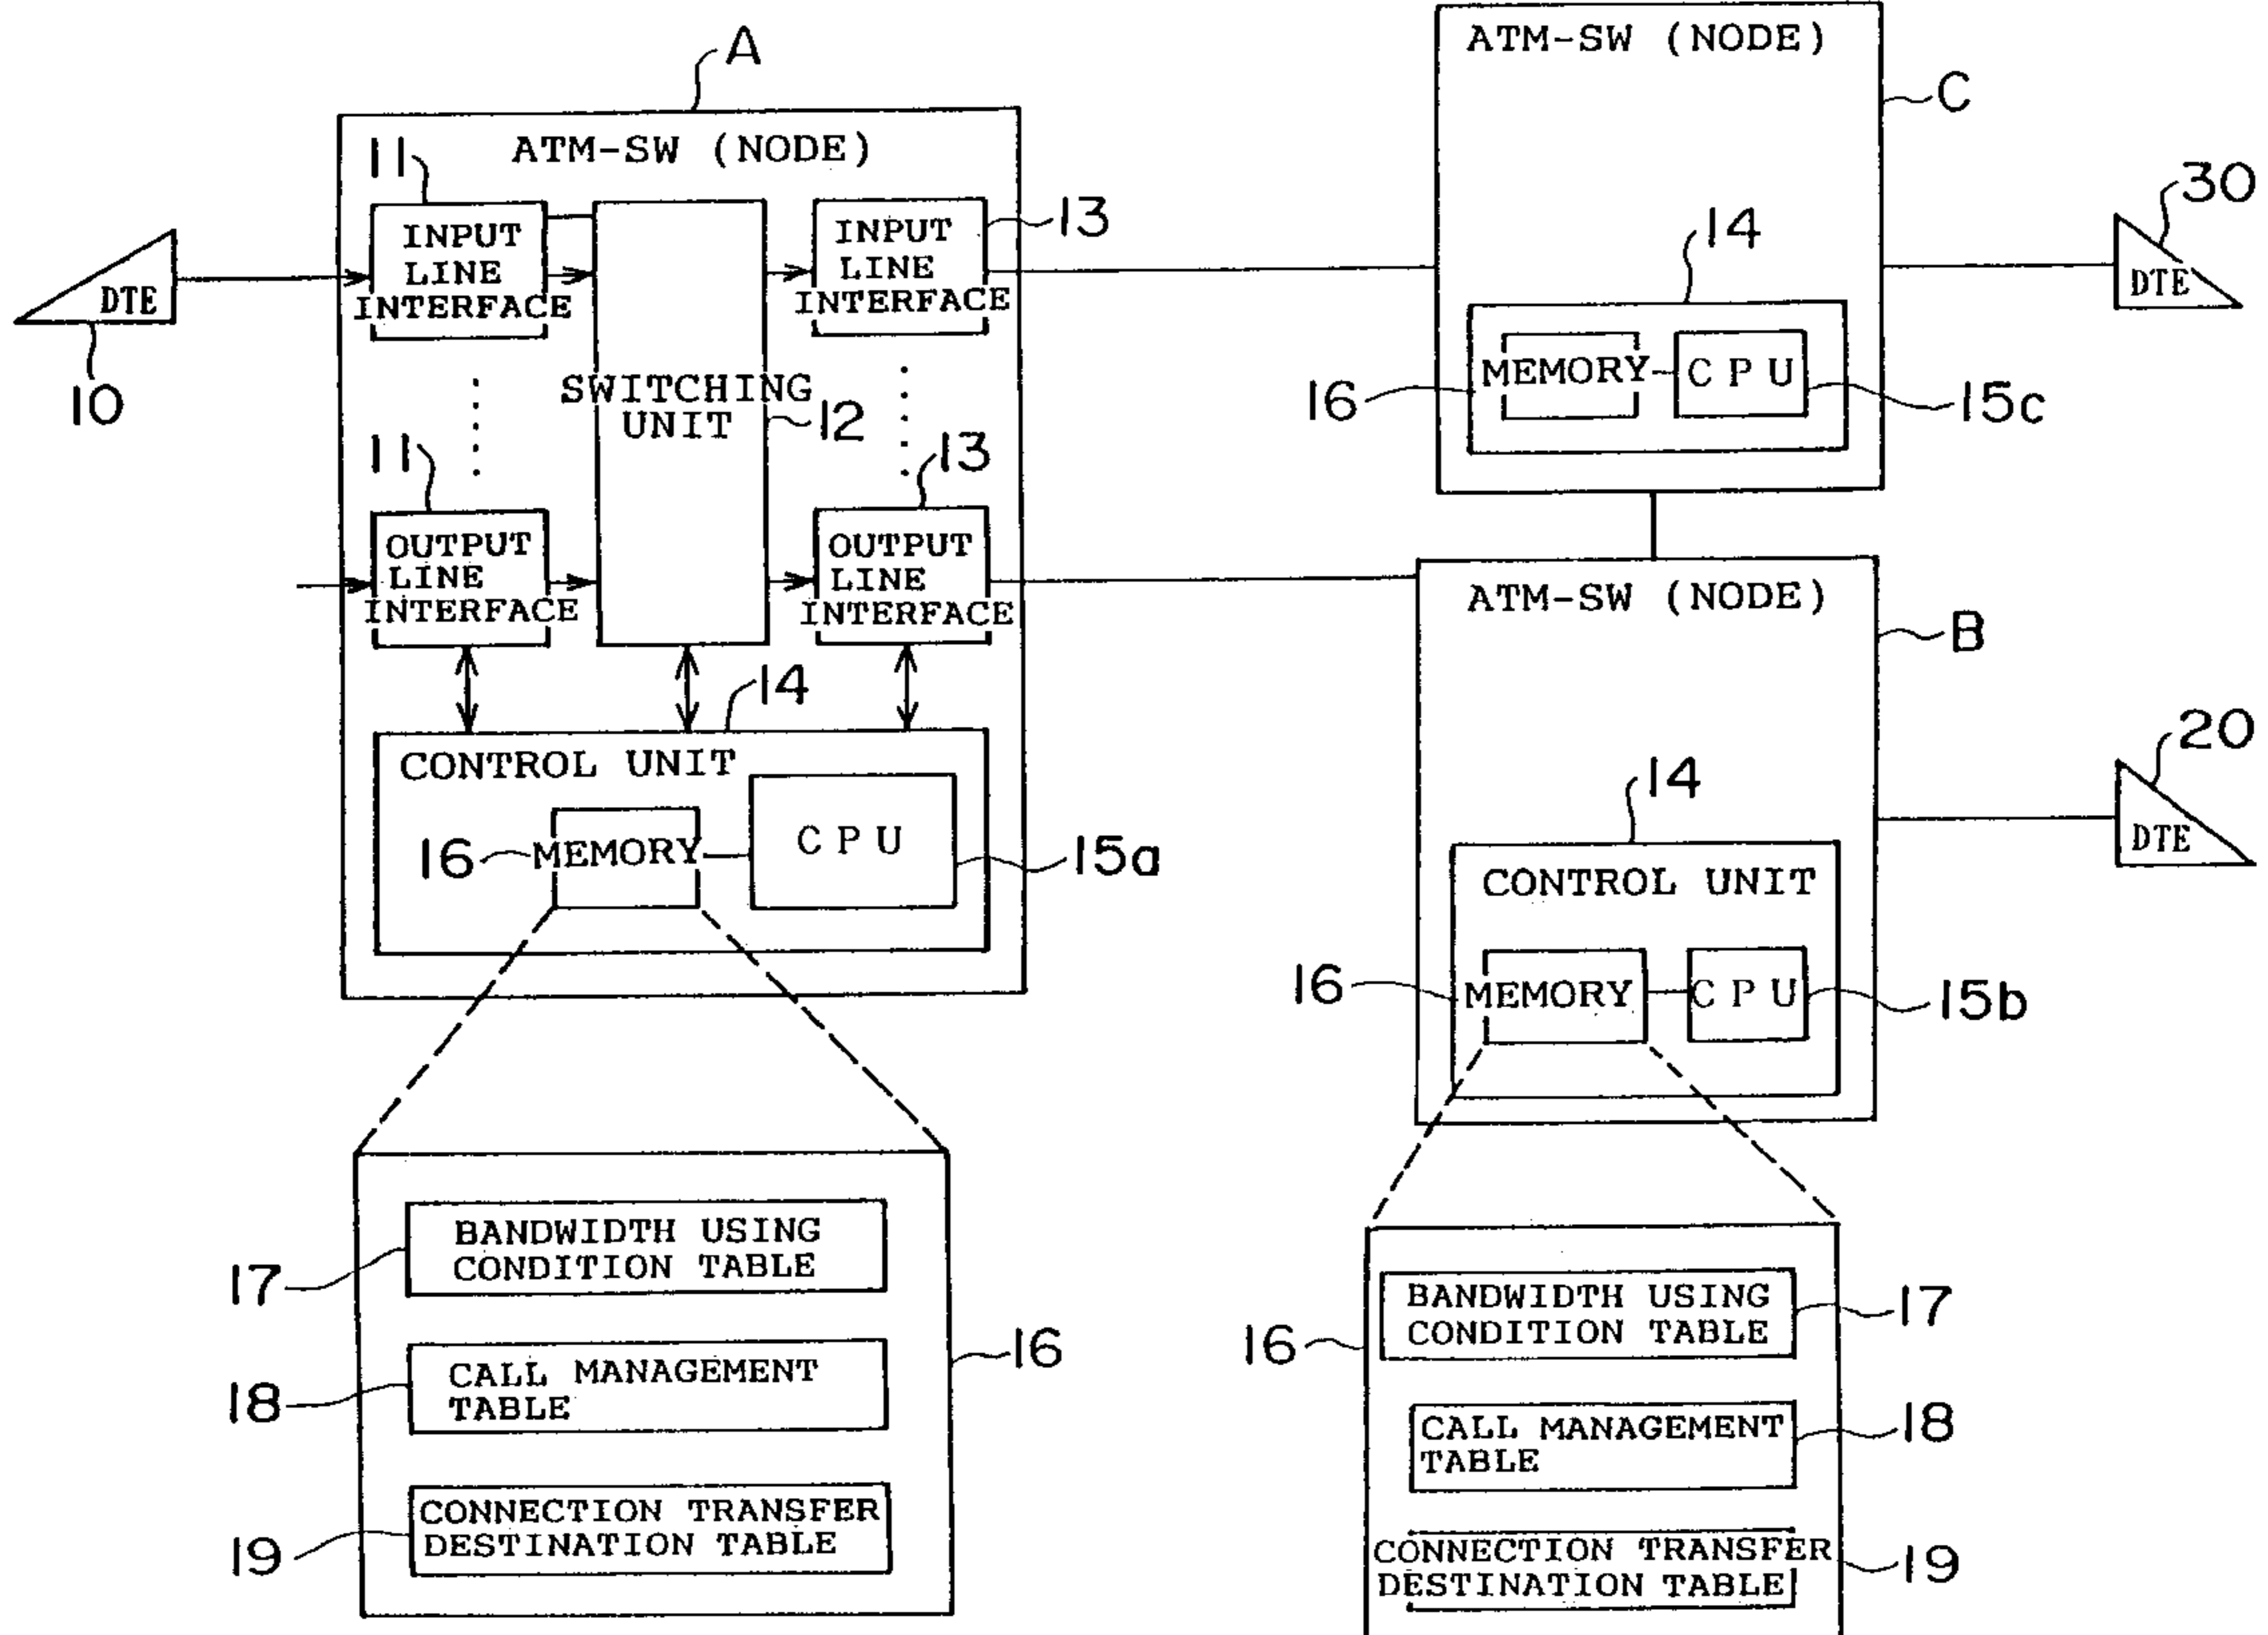 A
ATM-SW (NODE)
11
INPUT
LINE
INTERFACE
SWITCHING
UNIT
12
INPUT
LINE
INTERFACE
13
DTE
10
11
OUTPUT
LINE
INTERFACE
13
OUTPUT
LINE
INTERFACE
14
CONTROL UNIT
16
MEMORY
CPU
15a
BANDWIDTH USING
CONDITION TABLE
17
CALL MANAGEMENT
TABLE
18
CONNECTION TRANSFER
DESTINATION TABLE
19
16
ATM-SW (NODE)
C
14
MEMORY
CPU
16
15c
30
DTE
ATM-SW (NODE)
B
14
CONTROL UNIT
16
MEMORY
CPU
15b
20
DTE
16
BANDWIDTH USING
CONDITION TABLE
17
CALL MANAGEMENT
TABLE
18
CONNECTION TRANSFER
DESTINATION TABLE
19